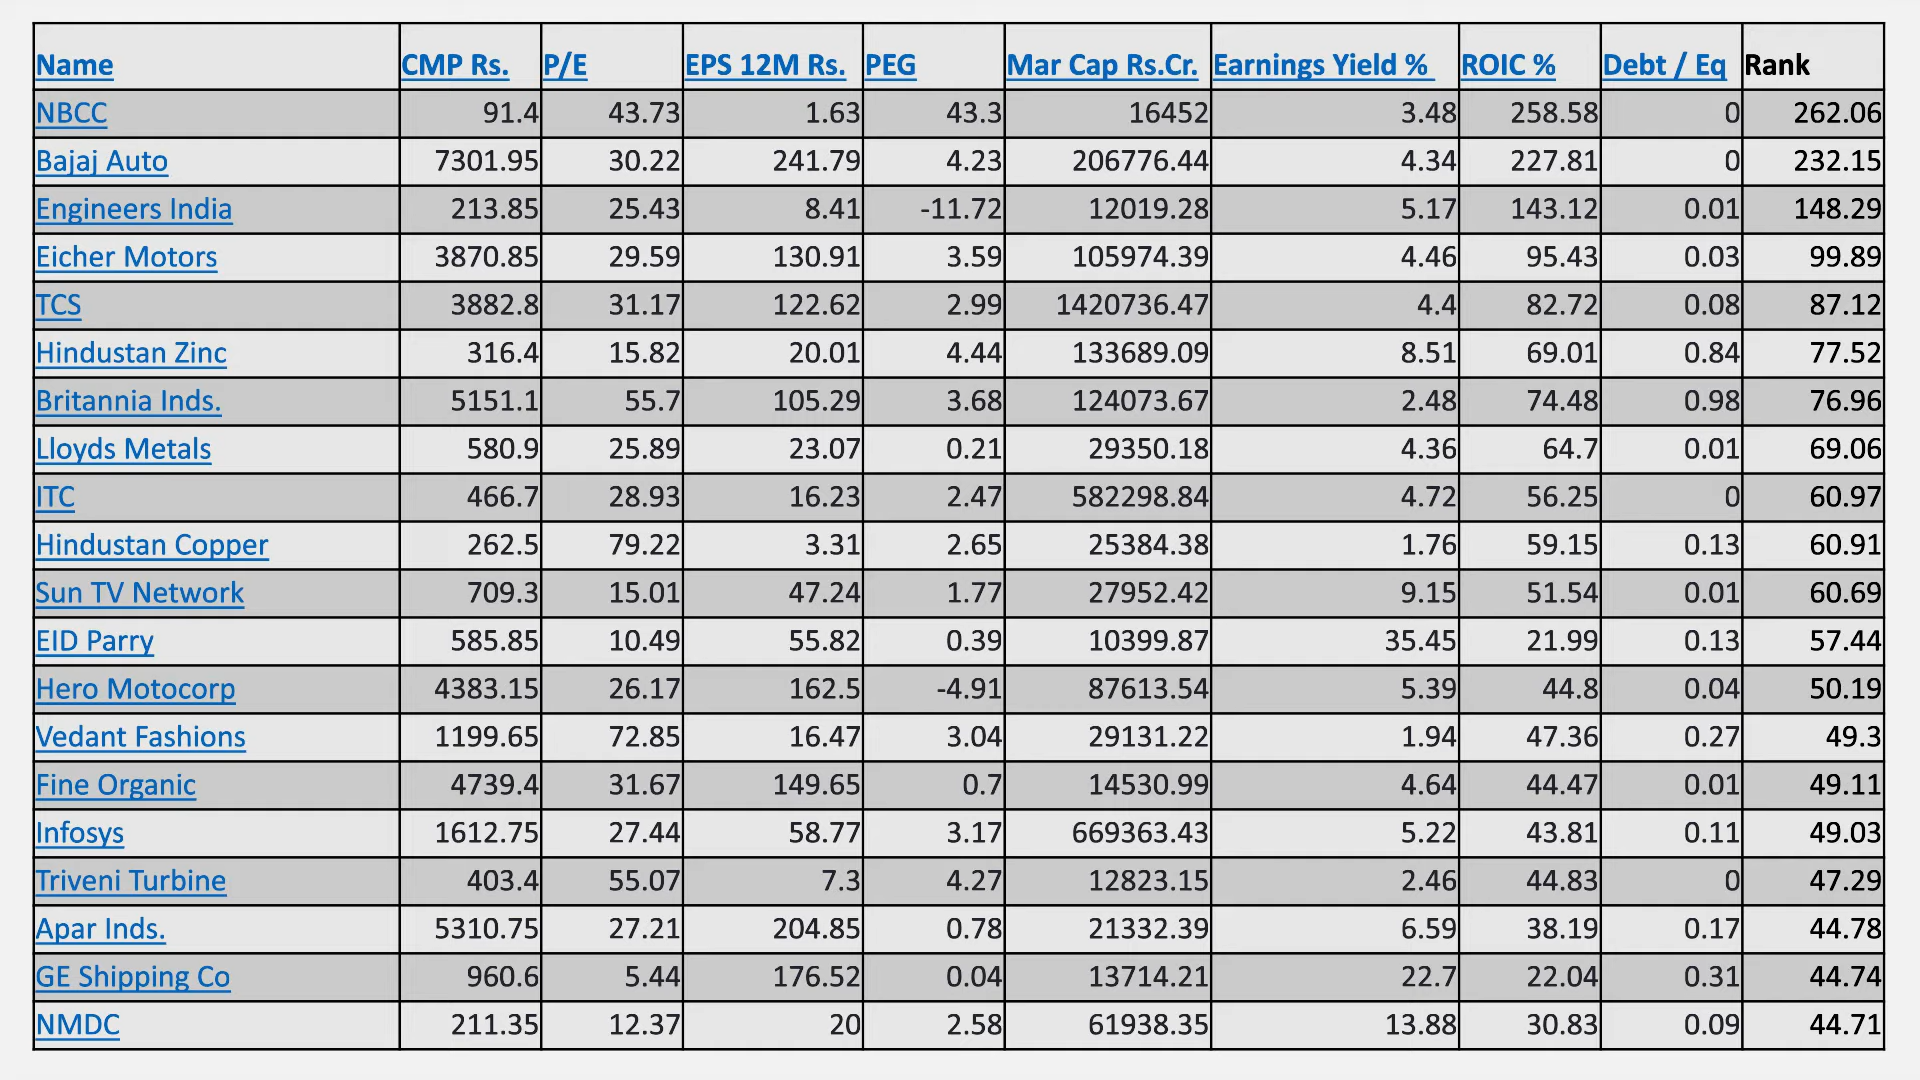 Name CMP Rs. P/E EPS 12M Rs. PEG Mar Cap Rs.Cr. Earnings Yield % ROIC % Debt / Eq Rank
NBCC 91.4 43.73 1.63 43.3 16452 3.48 258.58 0 262.06
Bajaj Auto 7301.95 30.22 241.79 4.23 206776.44 4.34 227.81 0 232.15
Engineers India 213.85 25.43 8.41 -11.72 12019.28 5.17 143.12 0.01 148.29
Eicher Motors 3870.85 29.59 130.91 3.59 105974.39 4.46 95.43 0.03 99.89
TCS 3882.8 31.17 122.62 2.99 1420736.47 4.4 82.72 0.08 87.12
Hindustan Zinc 316.4 15.82 20.01 4.44 133689.09 8.51 69.01 0.84 77.52
Britannia Inds. 5151.1 55.7 105.29 3.68 124073.67 2.48 74.48 0.98 76.96
Lloyds Metals 580.9 25.89 23.07 0.21 29350.18 4.36 64.7 0.01 69.06
ITC 466.7 28.93 16.23 2.47 582298.84 4.72 56.25 0 60.97
Hindustan Copper 262.5 79.22 3.31 2.65 25384.38 1.76 59.15 0.13 60.91
Sun TV Network 709.3 15.01 47.24 1.77 27952.42 9.15 51.54 0.01 60.69
EID Parry 585.85 10.49 55.82 0.39 10399.87 35.45 21.99 0.13 57.44
Hero Motocorp 4383.15 26.17 162.5 -4.91 87613.54 5.39 44.8 0.04 50.19
Vedant Fashions 1199.65 72.85 16.47 3.04 29131.22 1.94 47.36 0.27 49.3
Fine Organic 4739.4 31.67 149.65 0.7 14530.99 4.64 44.47 0.01 49.11
Infosys 1612.75 27.44 58.77 3.17 669363.43 5.22 43.81 0.11 49.03
Triveni Turbine 403.4 55.07 7.3 4.27 12823.15 2.46 44.83 0 47.29
Apar Inds. 5310.75 27.21 204.85 0.78 21332.39 6.59 38.19 0.17 44.78
GE Shipping Co 960.6 5.44 176.52 0.04 13714.21 22.7 22.04 0.31 44.74
NMDC 211.35 12.37 20 2.58 61938.35 13.88 30.83 0.09 44.71